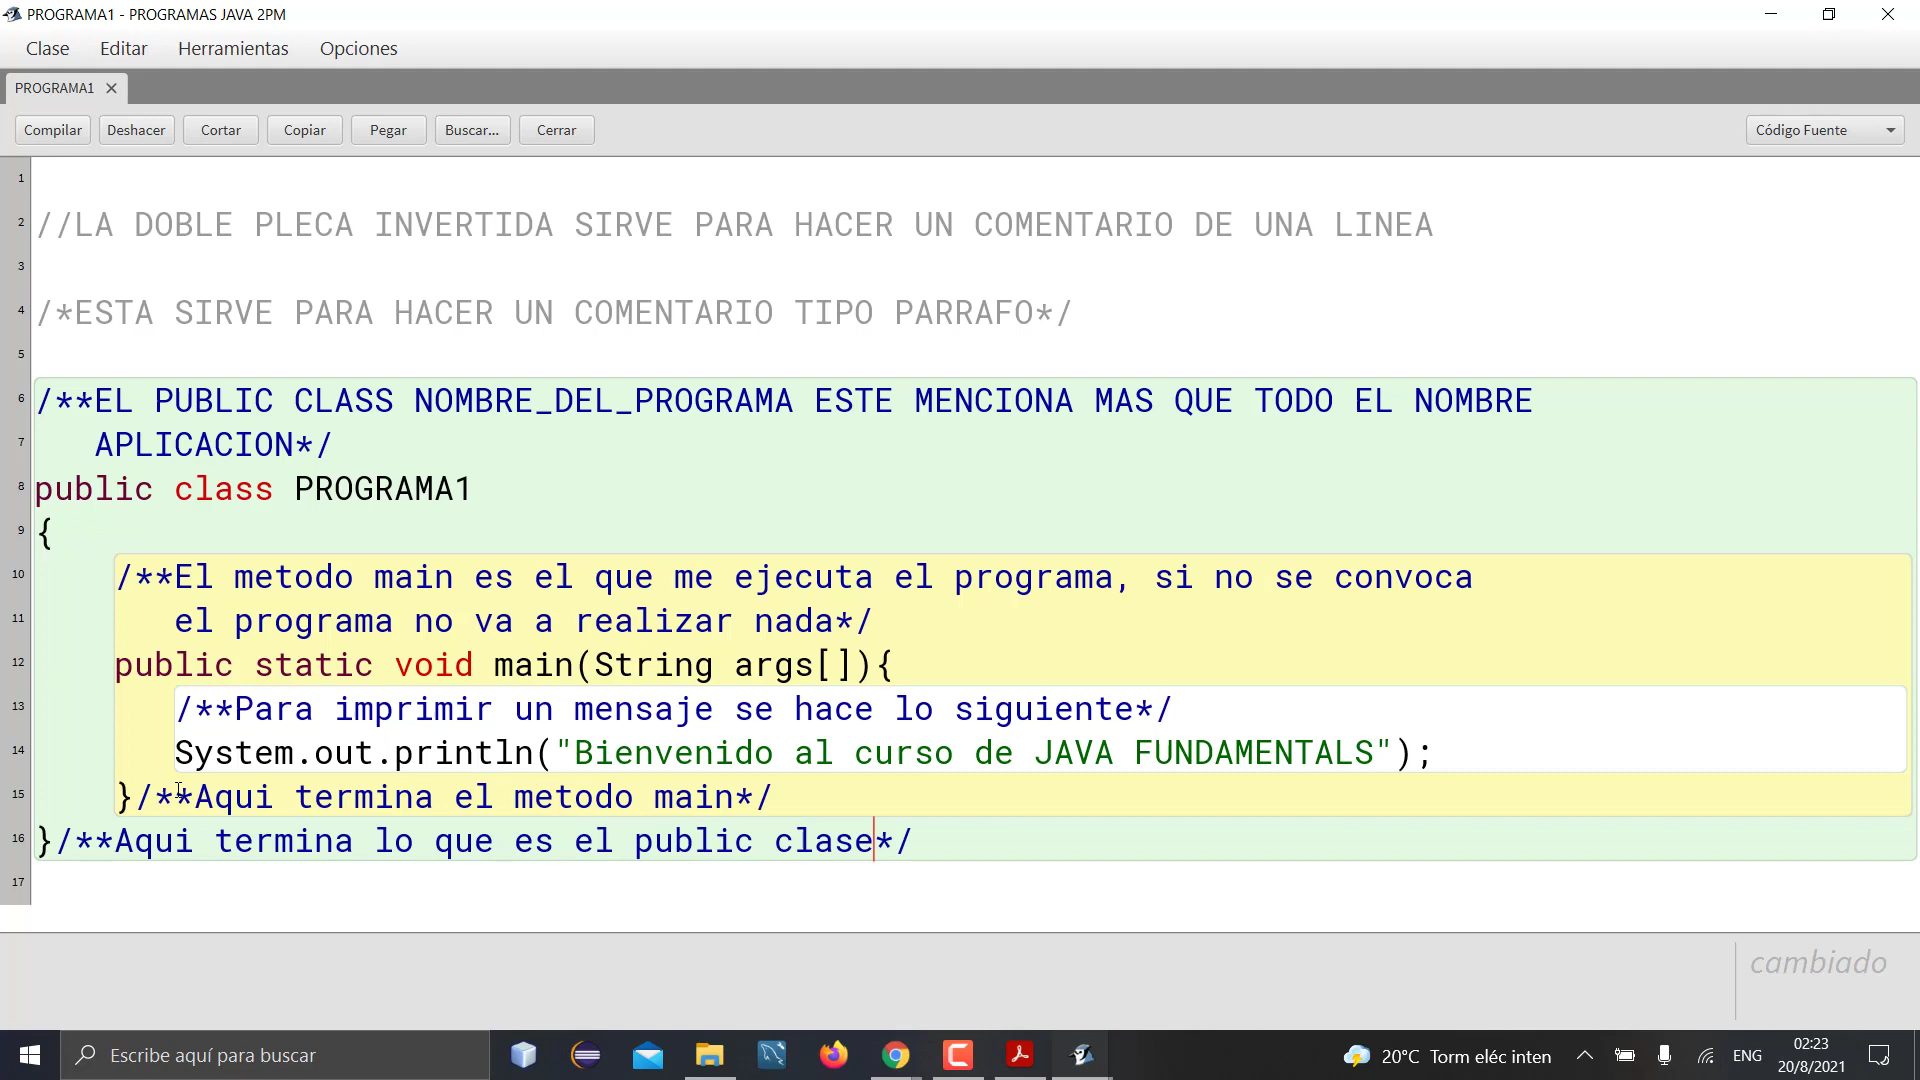 PROGRAMA1 - PROGRAMAS JAVA 2PM
Clase Editar Herramientas Opciones
PROGRAMA1
Compilar Deshacer Cortar Copiar Pegar Buscar... Cerrar Código Fuente
1
2 //LA DOBLE PLECA INVERTIDA SIRVE PARA HACER UN COMENTARIO DE UNA LINEA
3
4 /*ESTA SIRVE PARA HACER UN COMENTARIO TIPO PARRAFO*/
5
6 /**EL PUBLIC CLASS NOMBRE_DEL_PROGRAMA ESTE MENCIONA MAS QUE TODO EL NOMBRE
7 APLICACION*/
8 public class PROGRAMA1
9 {
10 /**El metodo main es el que me ejecuta el programa, si no se convoca
11 el programa no va a realizar nada*/
12 public static void main(String args[]){
13 /**Para imprimir un mensaje se hace lo siguiente*/
14 System.out.println("Bienvenido al curso de JAVA FUNDAMENTALS");
15 }/**Aqui termina el metodo main*/
16 }/**Aqui termina lo que es el public clase*/
17
cambiado
Escribe aquí para buscar
20°C Torm eléc inten
ENG
02:23
20/8/2021